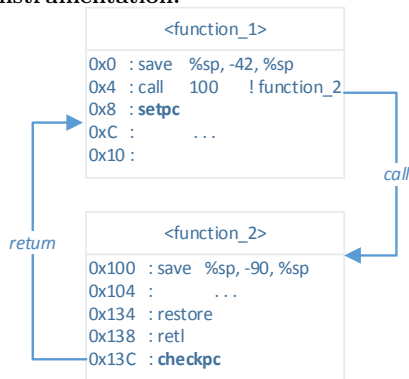 instrumentation.
<function_1>
0x0 : save %sp, -42, %sp
0x4 : call 100 ! function_2
0x8 : setpc
0xC : ...
0x10 :
call
return
<function_2>
0x100 : save %sp, -90, %sp
0x104 : ...
0x134 : restore
0x138 : retl
0x13C : checkpc